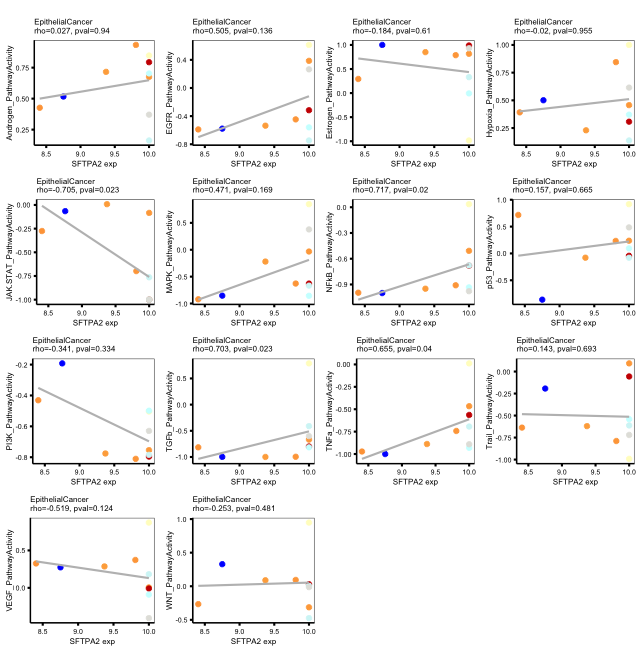 EpithelialCancer
rho=0.027, pval=0.94
Androgen_PathwayActivity
0.75
0.50
0.25
8.5 9.0 9.5 10.0
SFTPA2 exp
EpithelialCancer
rho=0.505, pval=0.136
EGFR_PathwayActivity
0.8
0.4
0.0
-0.4
-0.8
8.5 9.0 9.5 10.0
SFTPA2 exp
EpithelialCancer
rho=-0.184, pval=0.61
Estrogen_PathwayActivity
1.0
0.5
0.0
-0.5
-1.0
8.5 9.0 9.5 10.0
SFTPA2 exp
EpithelialCancer
rho=-0.02, pval=0.955
Hypoxia_PathwayActivity
1.00
0.75
0.50
0.25
8.5 9.0 9.5 10.0
SFTPA2 exp
EpithelialCancer
rho=-0.705, pval=0.023
JAK-STAT_PathwayActivity
0.00
-0.25
-0.50
-0.75
-1.00
8.5 9.0 9.5 10.0
SFTPA2 exp
EpithelialCancer
rho=0.471, pval=0.169
MAPK_PathwayActivity
0.5
0.0
-0.5
-1.0
8.5 9.0 9.5 10.0
SFTPA2 exp
EpithelialCancer
rho=0.717, pval=0.02
NFkB_PathwayActivity
0.0
-0.3
-0.6
-0.9
8.5 9.0 9.5 10.0
SFTPA2 exp
EpithelialCancer
rho=0.157, pval=0.665
p53_PathwayActivity
0.5
0.0
-0.5
8.5 9.0 9.5 10.0
SFTPA2 exp
EpithelialCancer
rho=-0.341, pval=0.334
PI3K_PathwayActivity
-0.2
-0.4
-0.6
-0.8
8.5 9.0 9.5 10.0
SFTPA2 exp
EpithelialCancer
rho=0.703, pval=0.023
TGFb_PathwayActivity
0.5
0.0
-0.5
-1.0
8.5 9.0 9.5 10.0
SFTPA2 exp
EpithelialCancer
rho=0.655, pval=0.04
TNFa_PathwayActivity
0.00
-0.25
-0.50
-0.75
-1.00
8.5 9.0 9.5 10.0
SFTPA2 exp
EpithelialCancer
rho=0.143, pval=0.693
Trail_PathwayActivity
0.00
-0.25
-0.50
-0.75
-1.00
8.5 9.0 9.5 10.0
SFTPA2 exp
EpithelialCancer
rho=-0.519, pval=0.124
VEGF_PathwayActivity
0.5
0.0
8.5 9.0 9.5 10.0
SFTPA2 exp
EpithelialCancer
rho=-0.253, pval=0.481
WNT_PathwayActivity
1.0
0.5
0.0
-0.5
8.5 9.0 9.5 10.0
SFTPA2 exp